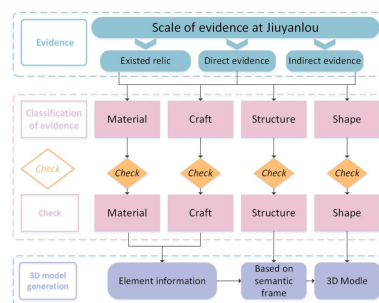 Scale of evidence at Jiuyanlou
Evidence
Existed relic
Direct evidence
Indirect evidence
Classification
of evidence
Material
Craft
Structure
Shape
Check
Check
Check
Check
Check
Check
Material
Craft
Structure
Shape
3D model
generation
Element information
Based on
semantic
frame
3D Modle